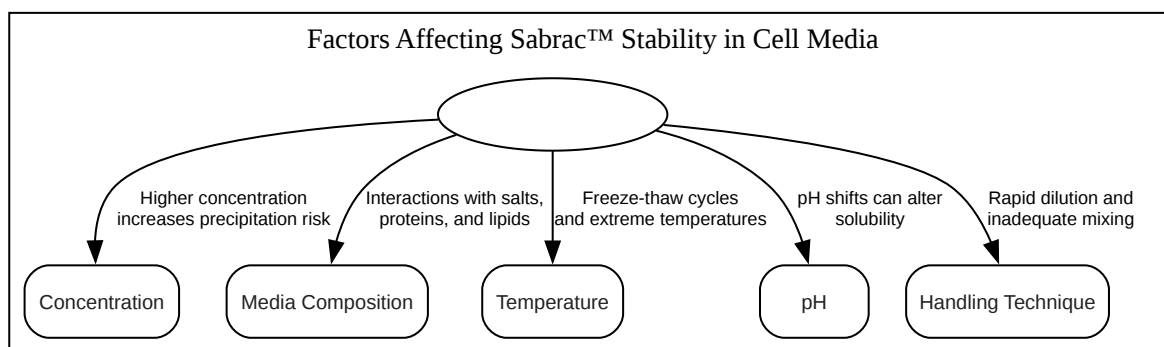 Factors Affecting Sabrac™ Stability in Cell Media
Higher concentration
increases precipitation risk
Interactions with salts,
proteins, and lipids
Freeze-thaw cycles
and extreme temperatures
pH shifts can alter
solubility
Rapid dilution and
inadequate mixing
Concentration
Media Composition
Temperature
pH
Handling Technique